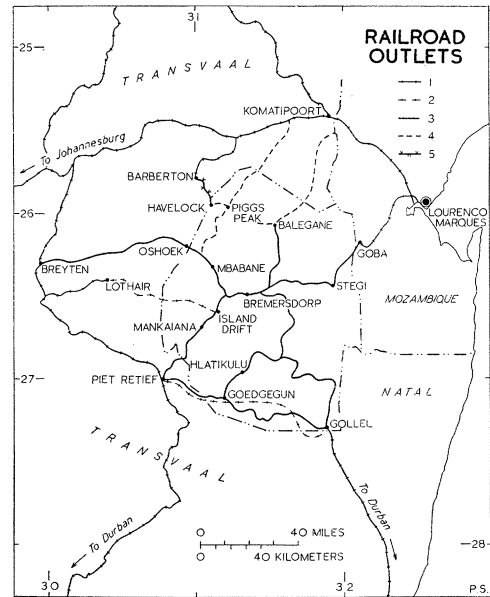 31
RAILROAD
OUTLETS
-25
TRANSVAAL
1
2
3
4
5
KOMATIPOORT
To Johannesburg
BARBERTON
HAVELOCK
PIGGS
PEAK
-26
LOURENCO
MARQUES
BALEGANE
OSHOEK
GOBA
BREYTEN
MBABANE
LOTHAIR
STEGI
BREMERSDORP
MOZAMBIQUE
ISLAND
DRIFT
MANKAIANA
HLATIKULU
-27
PIET RETIEF
GOEDGEGUN
NATAL
GOLLEL
TRANSVAAL
To Durban
To Durban
0 40 MILES
0 40 KILOMETERS
-28-
30
32
P.S.